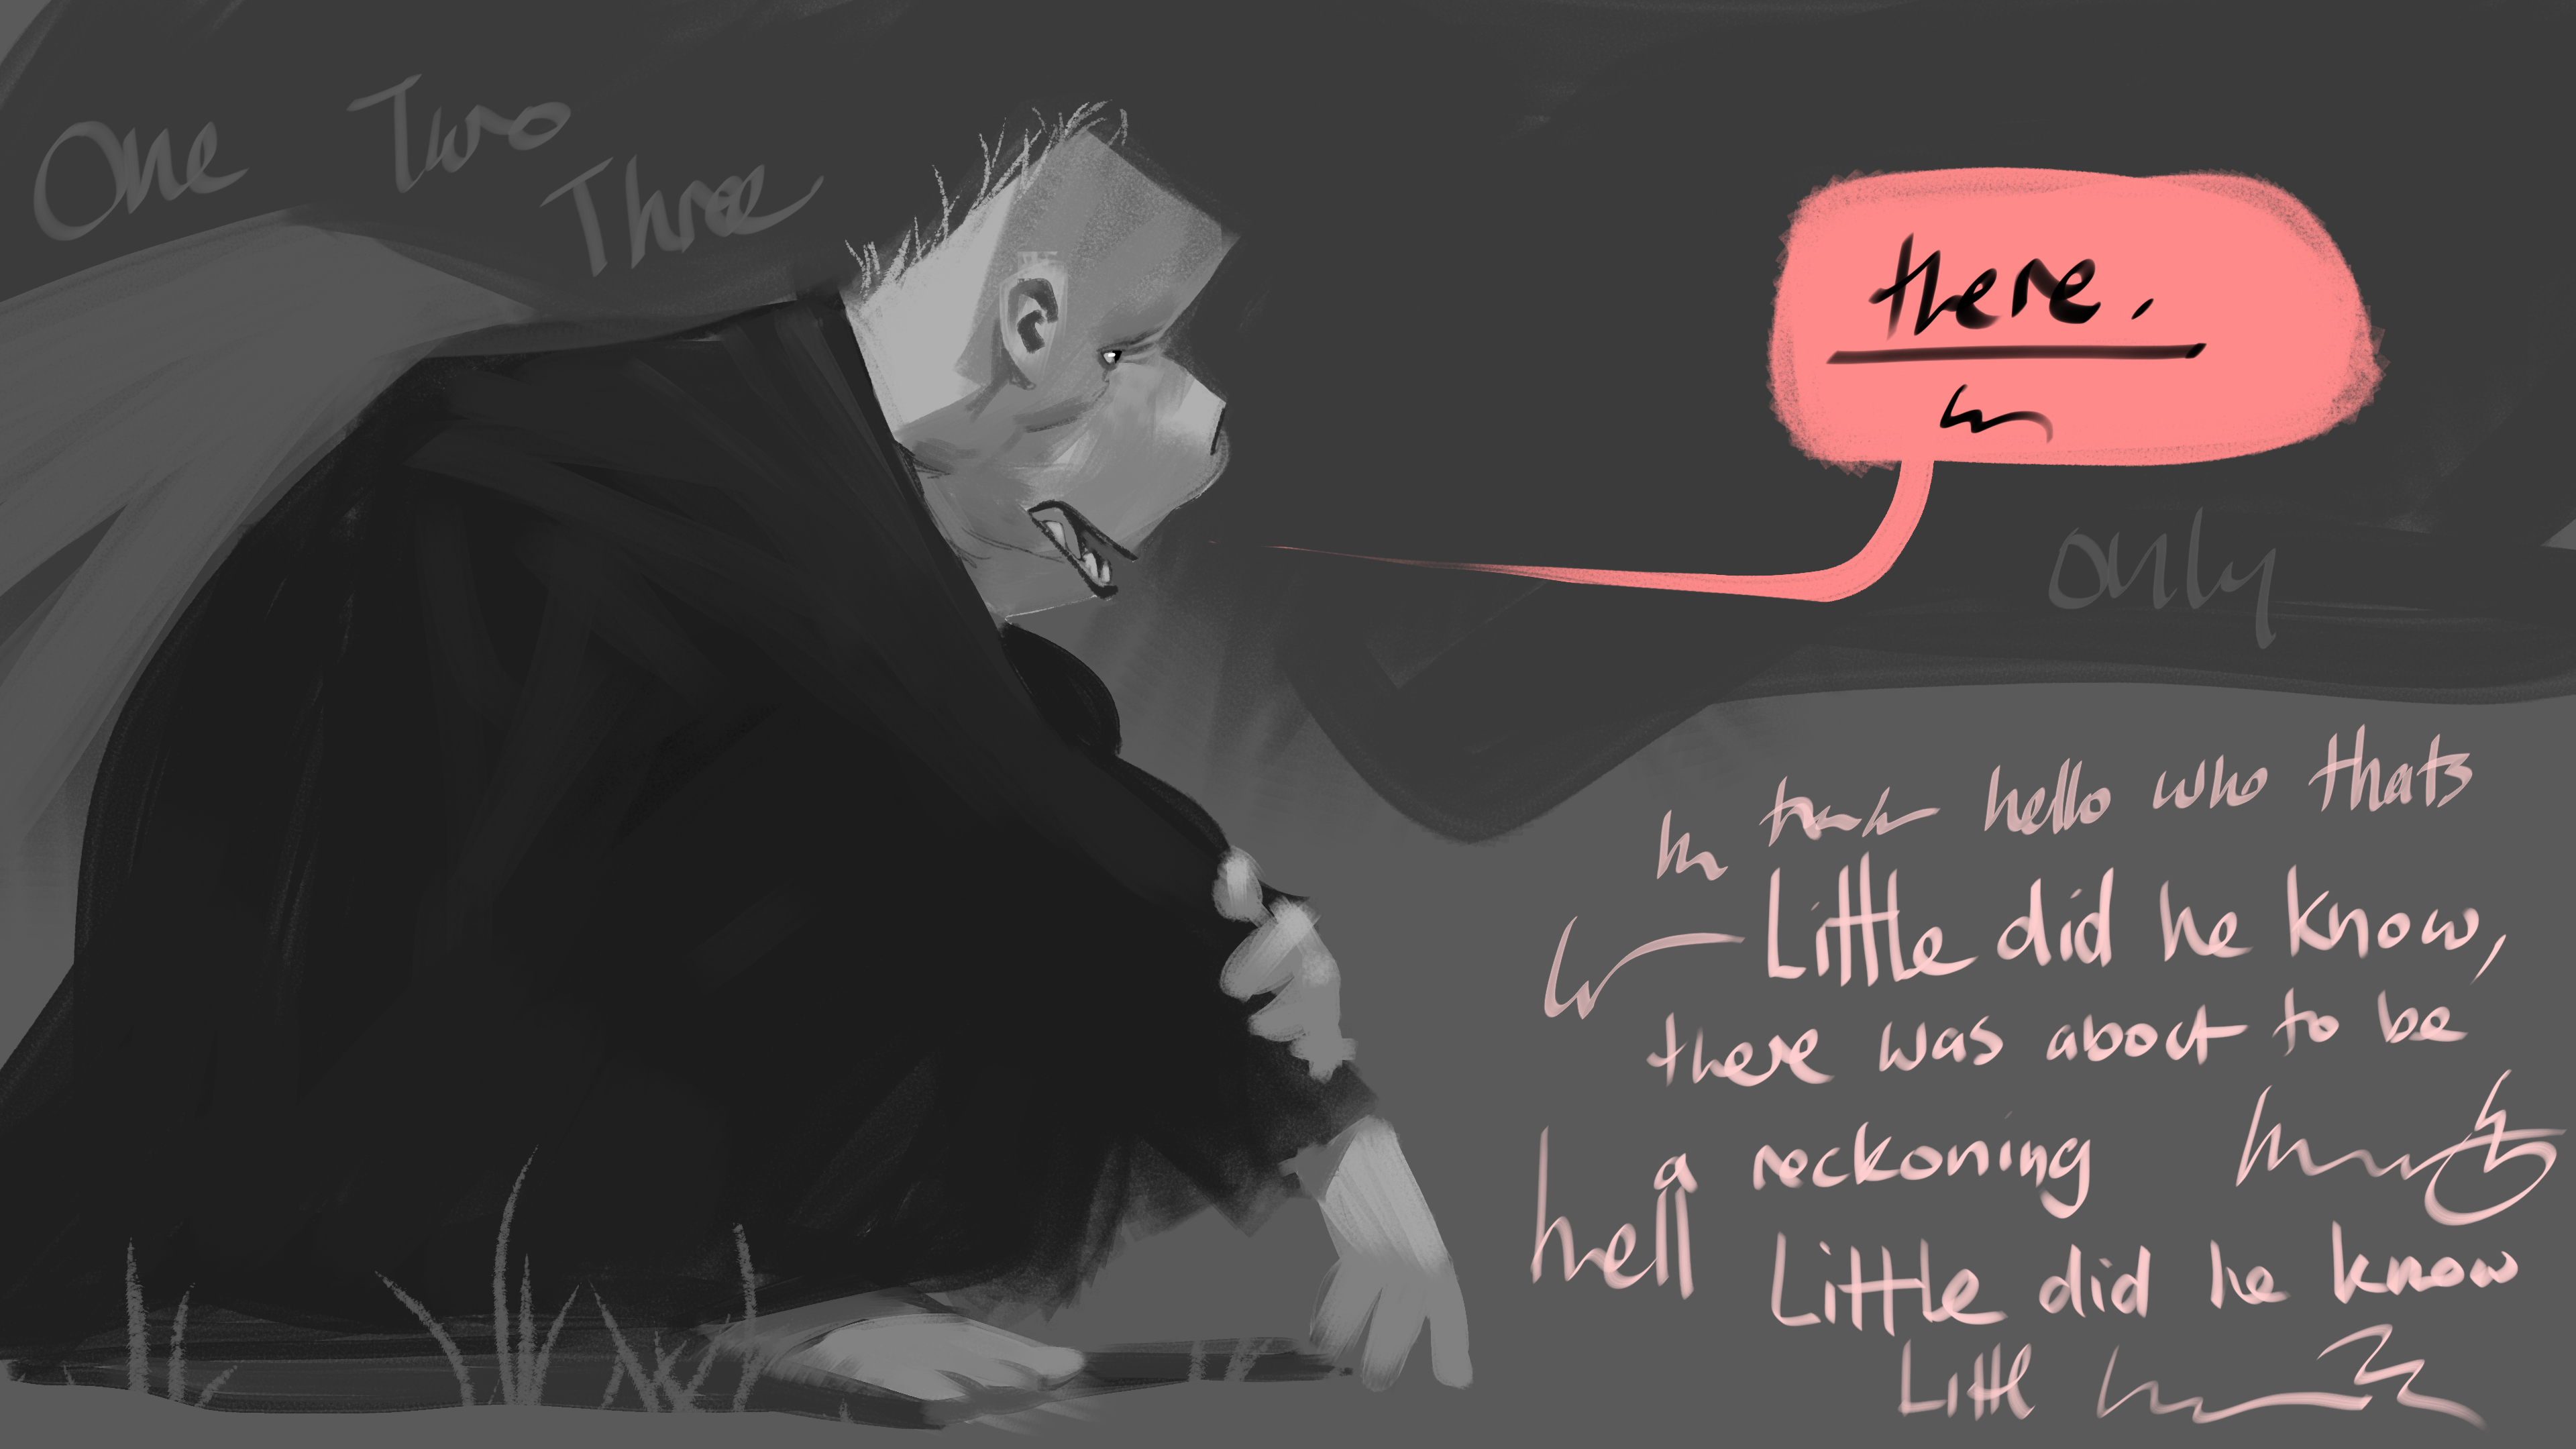 One Two
Three
there.
only
hello who thats
Little did he know,
there was about to be
a reckoning
hell
Little did he know
Littl